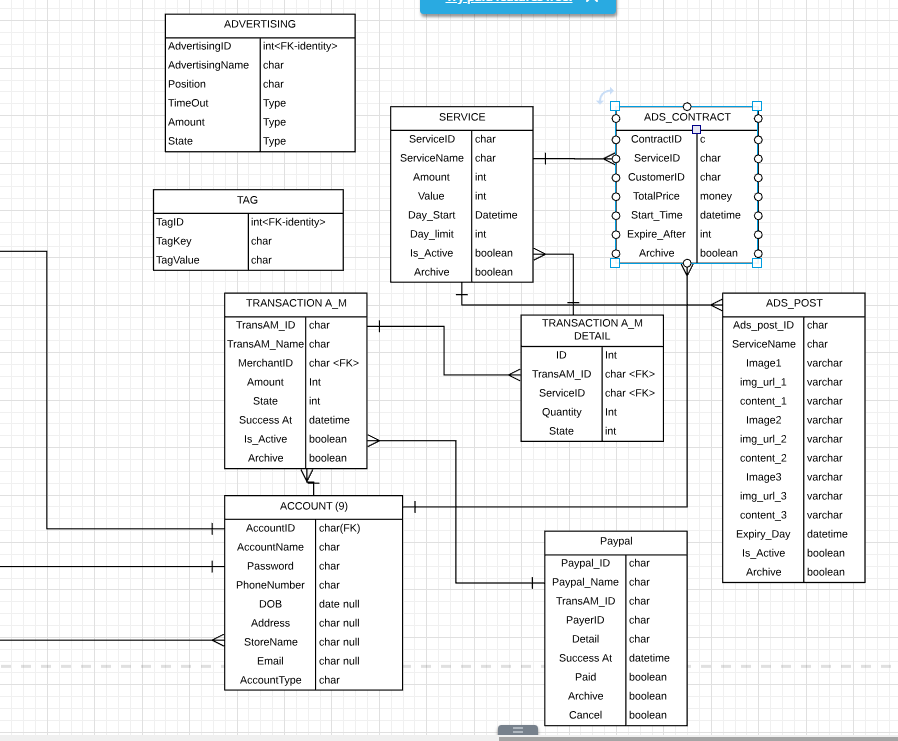 ADVERTISING
AdvertisingID int<FK-identity>
AdvertisingName char
Position char
TimeOut Type
Amount Type
State Type
TAG
TagID int<FK-identity>
TagKey char
TagValue char
SERVICE
ServiceID char
ServiceName char
Amount int
Value int
Day_Start Datetime
Day_limit int
Is_Active boolean
Archive boolean
ADS_CONTRACT
ContractID c
ServiceID char
CustomerID char
TotalPrice money
Start_Time datetime
Expire_After int
Archive boolean
TRANSACTION A_M
TransAM_ID char
TransAM_Name char
MerchantID char <FK>
Amount Int
State int
Success At datetime
Is_Active boolean
Archive boolean
TRANSACTION A_M
DETAIL
ID Int
TransAM_ID char <FK>
ServiceID char <FK>
Quantity Int
State int
ADS_POST
Ads_post_ID char
ServiceName char
Image1 varchar
img_url_1 varchar
content_1 varchar
Image2 varchar
img_url_2 varchar
content_2 varchar
Image3 varchar
img_url_3 varchar
content_3 varchar
Expiry_Day datetime
Is_Active boolean
Archive boolean
ACCOUNT (9)
AccountID char(FK)
AccountName char
Password char
PhoneNumber char
DOB date null
Address char null
StoreName char null
Email char null
AccountType char
Paypal
Paypal_ID char
Paypal_Name char
TransAM_ID char
PayerID char
Detail char
Success At datetime
Paid boolean
Archive boolean
Cancel boolean